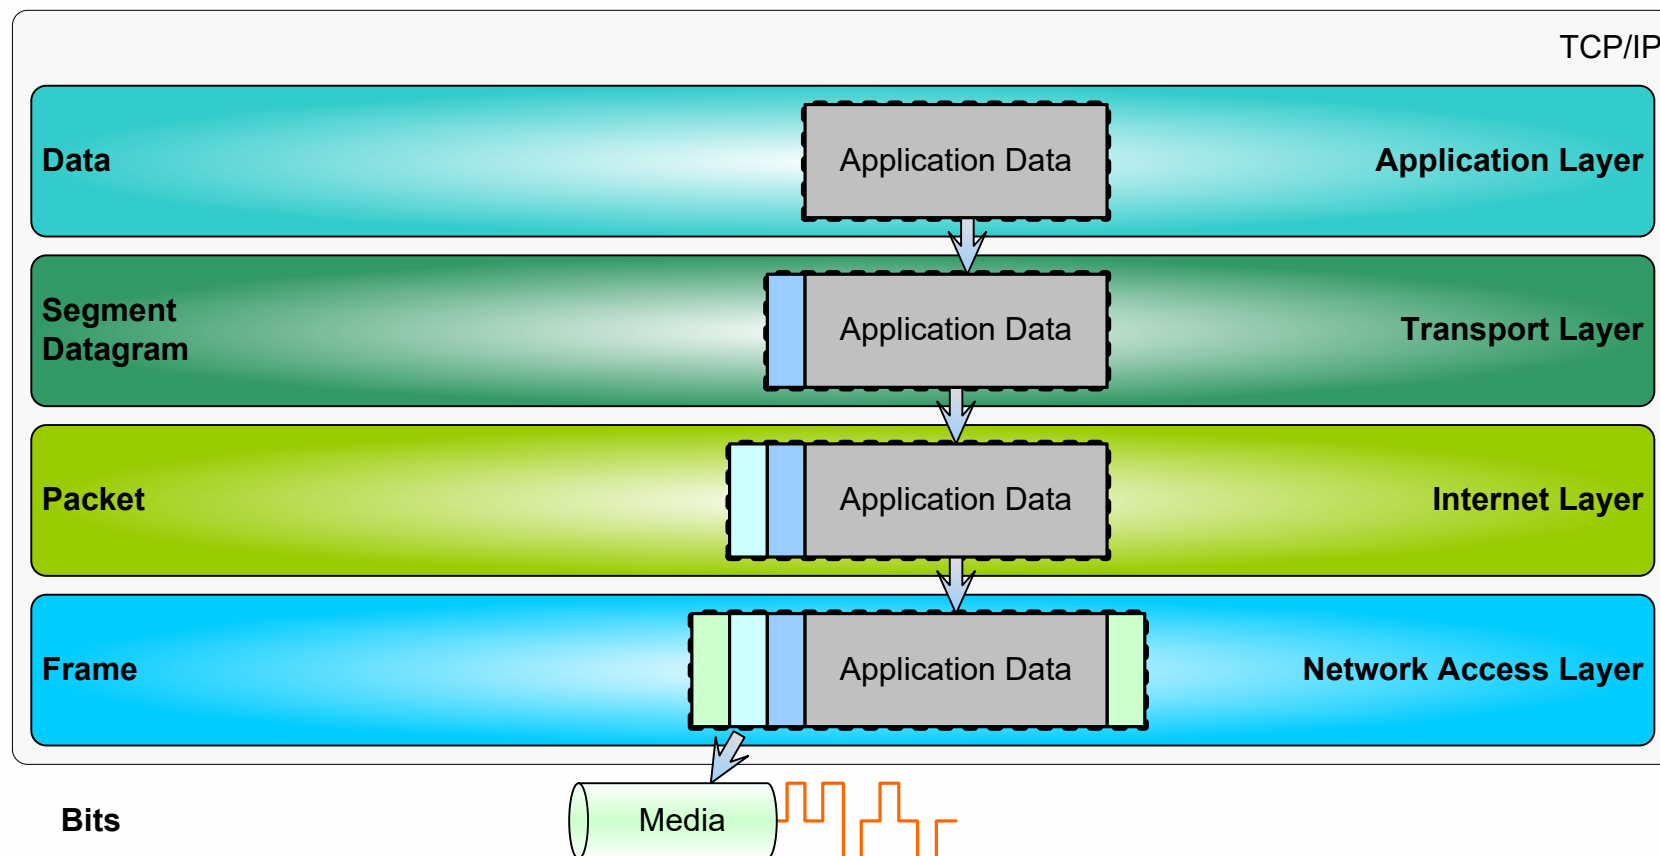 TCP/IP
Data
Application Data
Application Layer
Segment
Datagram
Application Data
Transport Layer
Packet
Application Data
Internet Layer
Frame
Application Data
Network Access Layer
Bits
Media